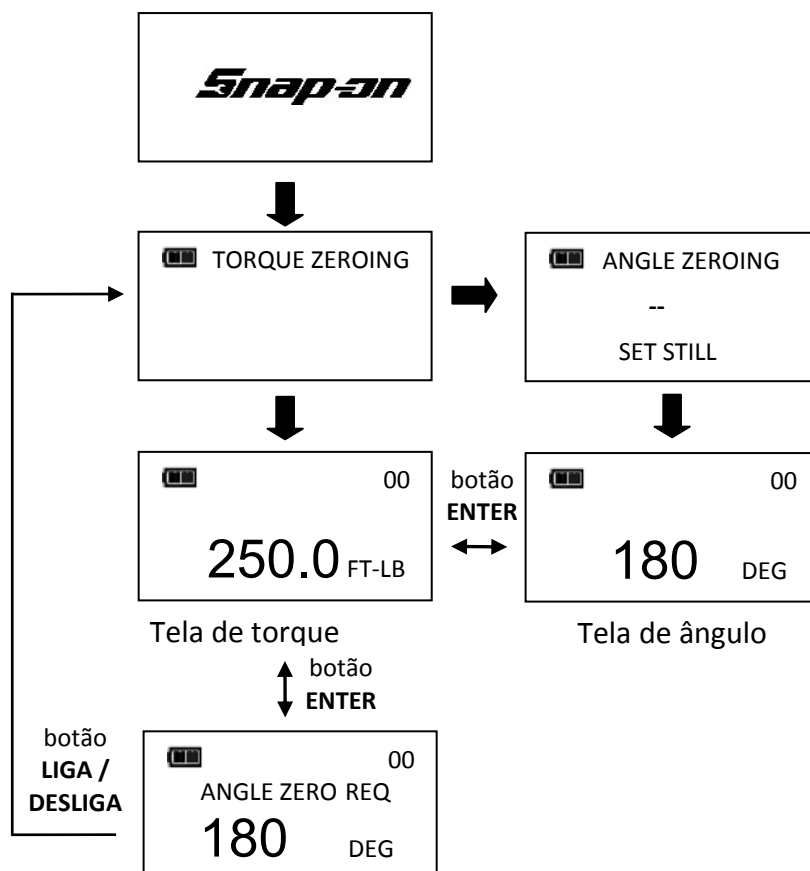 Snap-on
TORQUE ZEROING
ANGLE ZEROING
--
SET STILL
00
250.0 FT-LB
botão
ENTER
00
180 DEG
Tela de torque
Tela de ângulo
botão
ENTER
botão
LIGA /
DESLIGA
00
ANGLE ZERO REQ
180 DEG